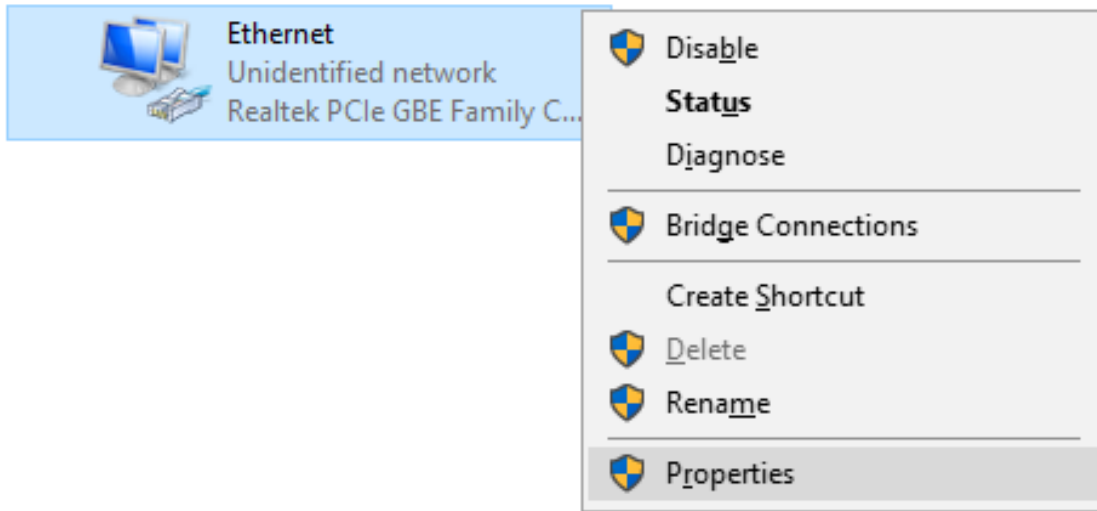 Ethernet
Unidentified network
Realtek PCIe GBE Family C...
Disable
Status
Diagnose
Bridge Connections
Create Shortcut
Delete
Rename
Properties